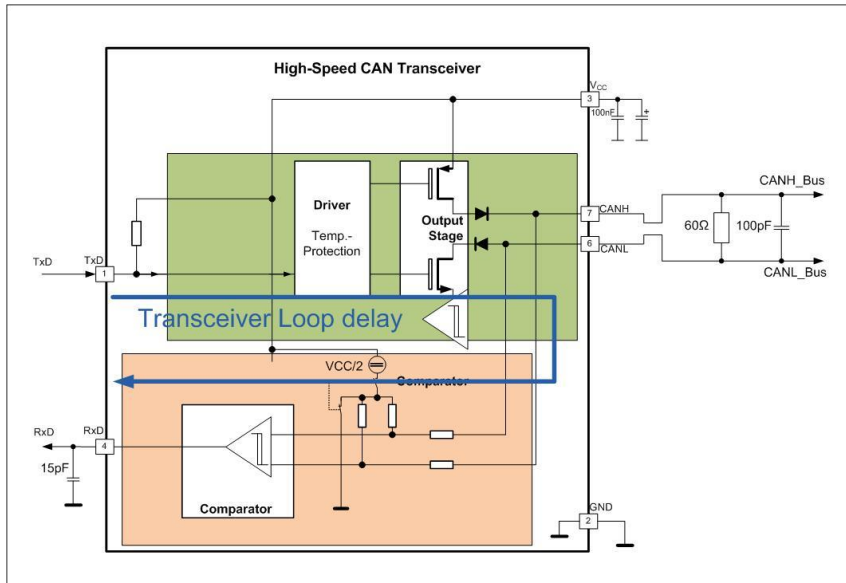 High-Speed CAN Transceiver
VCC
3
100nF
+
Driver
Temp.-
Protection
Output
Stage
7
CANH
6
CANL
CANH_Bus
60Ω
100pF
CANL_Bus
TxD
TxD
1
Transceiver Loop delay
VCC/2
Comparator
RxD
RxD
4
15pF
Comparator
GND
2